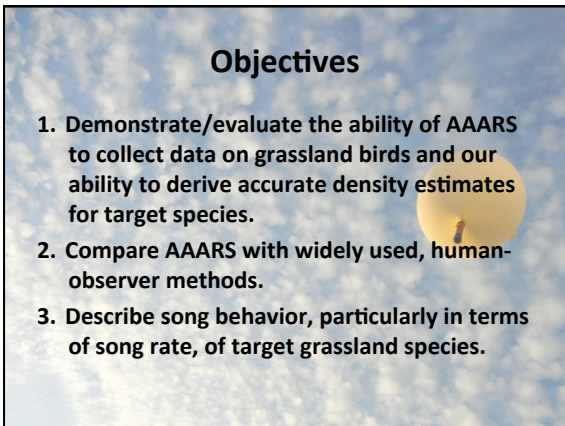 Objectives
1. Demonstrate/evaluate the ability of AAARS
to collect data on grassland birds and our
ability to derive accurate density estimates
for target species.
2. Compare AAARS with widely used, human-
observer methods.
3. Describe song behavior, particularly in terms
of song rate, of target grassland species.